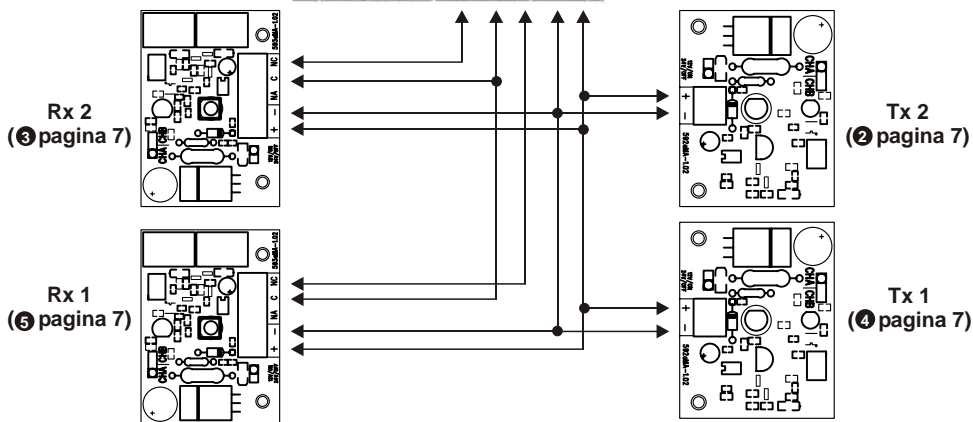 Rx 2
(❸ pagina 7)
NC
C
NA
-
+
CHA|CHB
Tx 2
(❷ pagina 7)
+
-
CHA|CHB
Rx 1
(❺ pagina 7)
NC
C
NA
-
+
CHA|CHB
Tx 1
(❹ pagina 7)
+
-
CHA|CHB